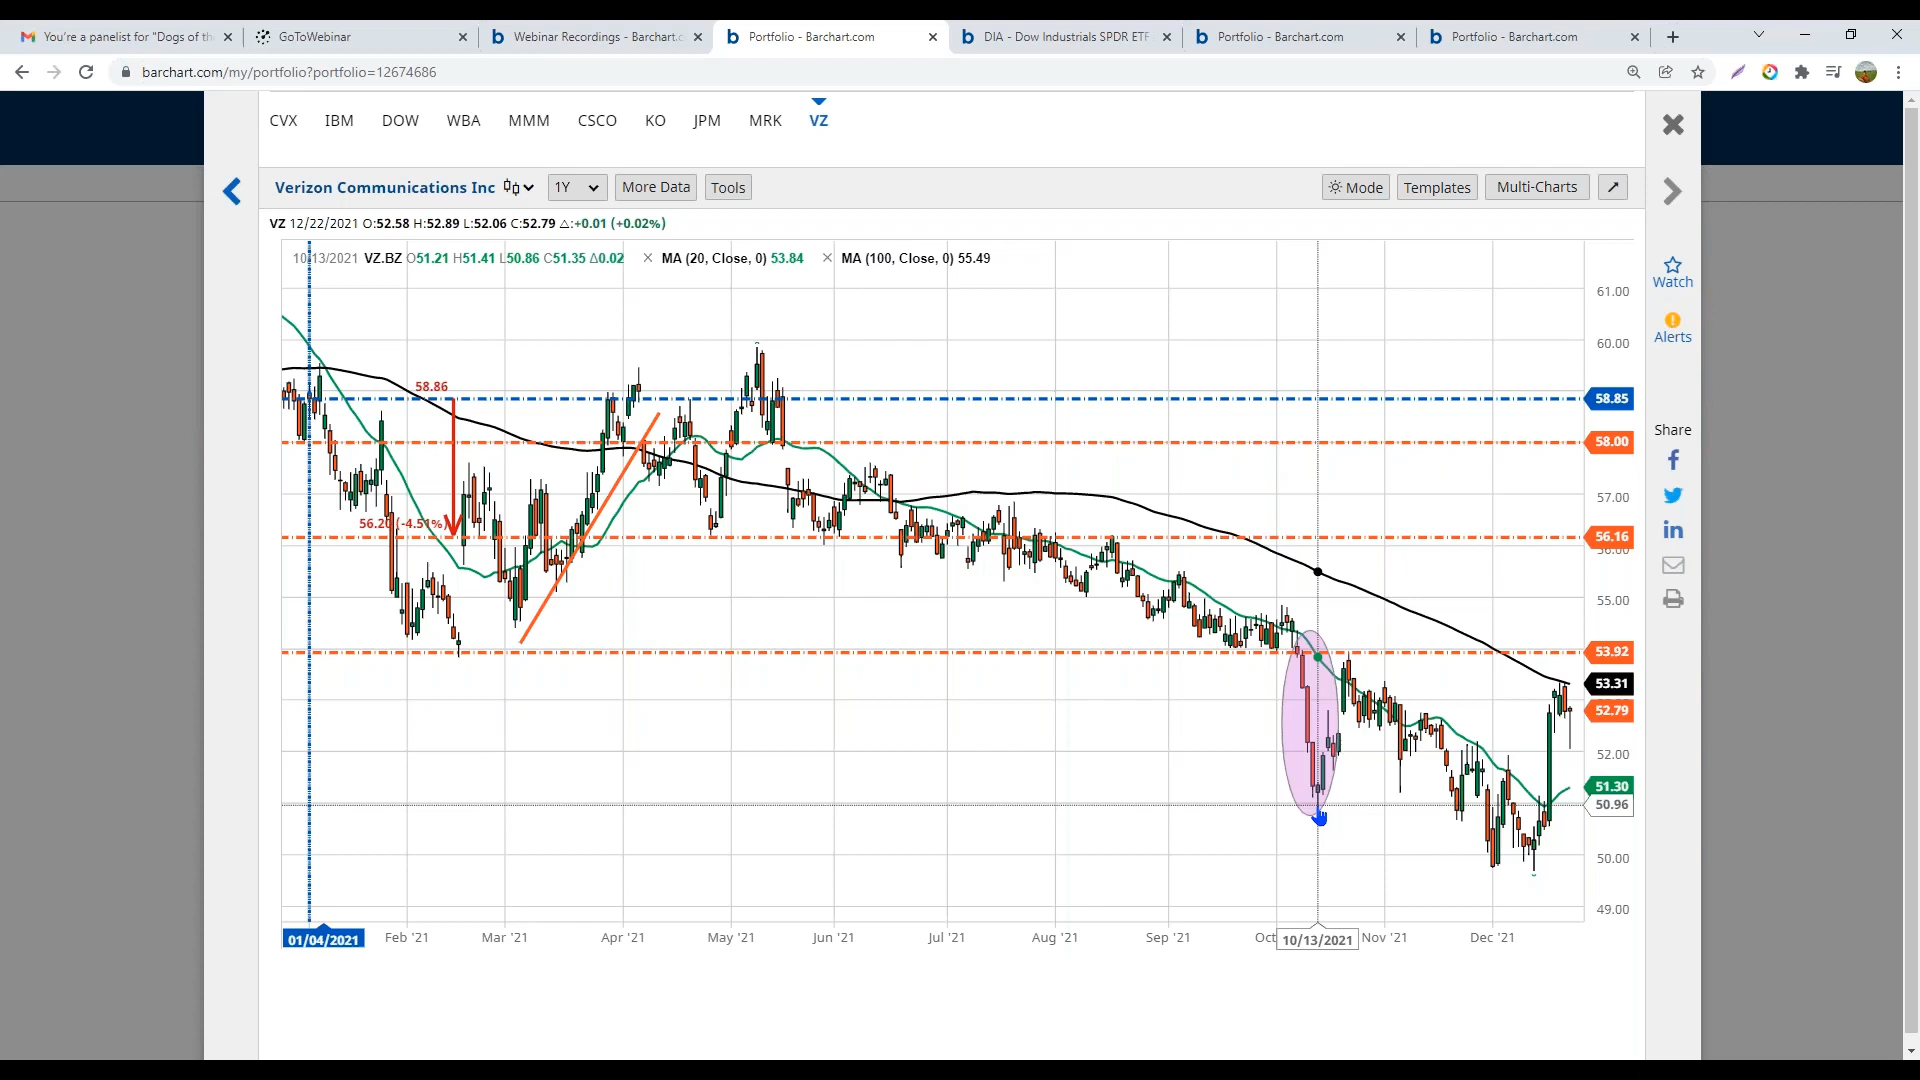 You're a panelist for "Dogs of th
GoToWebinar
Webinar Recordings - Barchart.c
Portfolio - Barchart.com
DIA - Dow Industrials SPDR ETF
Portfolio - Barchart.com
Portfolio - Barchart.com
barchart.com/my/portfolio?portfolio=12674686
CVX IBM DOW WBA MMM CSCO KO JPM MRK VZ
Verizon Communications Inc 1Y More Data Tools Mode Templates Multi-Charts
VZ 12/22/2021 O:52.58 H:52.89 L:52.06 C:52.79 △:+0.01 (+0.02%)
10/13/2021 VZ.BZ O51.21 H51.41 L50.86 C51.35 Δ0.02 × MA (20, Close, 0) 53.84 × MA (100, Close, 0) 55.49
Watch
Alerts
Share
61.00
60.00
58.86
58.85
58.00
57.00
56.20 (-4.51%)
56.16
56.00
55.00
53.92
53.31
52.79
52.00
51.30
50.96
50.00
49.00
01/04/2021 Feb '21 Mar '21 Apr '21 May '21 Jun '21 Jul '21 Aug '21 Sep '21 Oct 10/13/2021 Nov '21 Dec '21